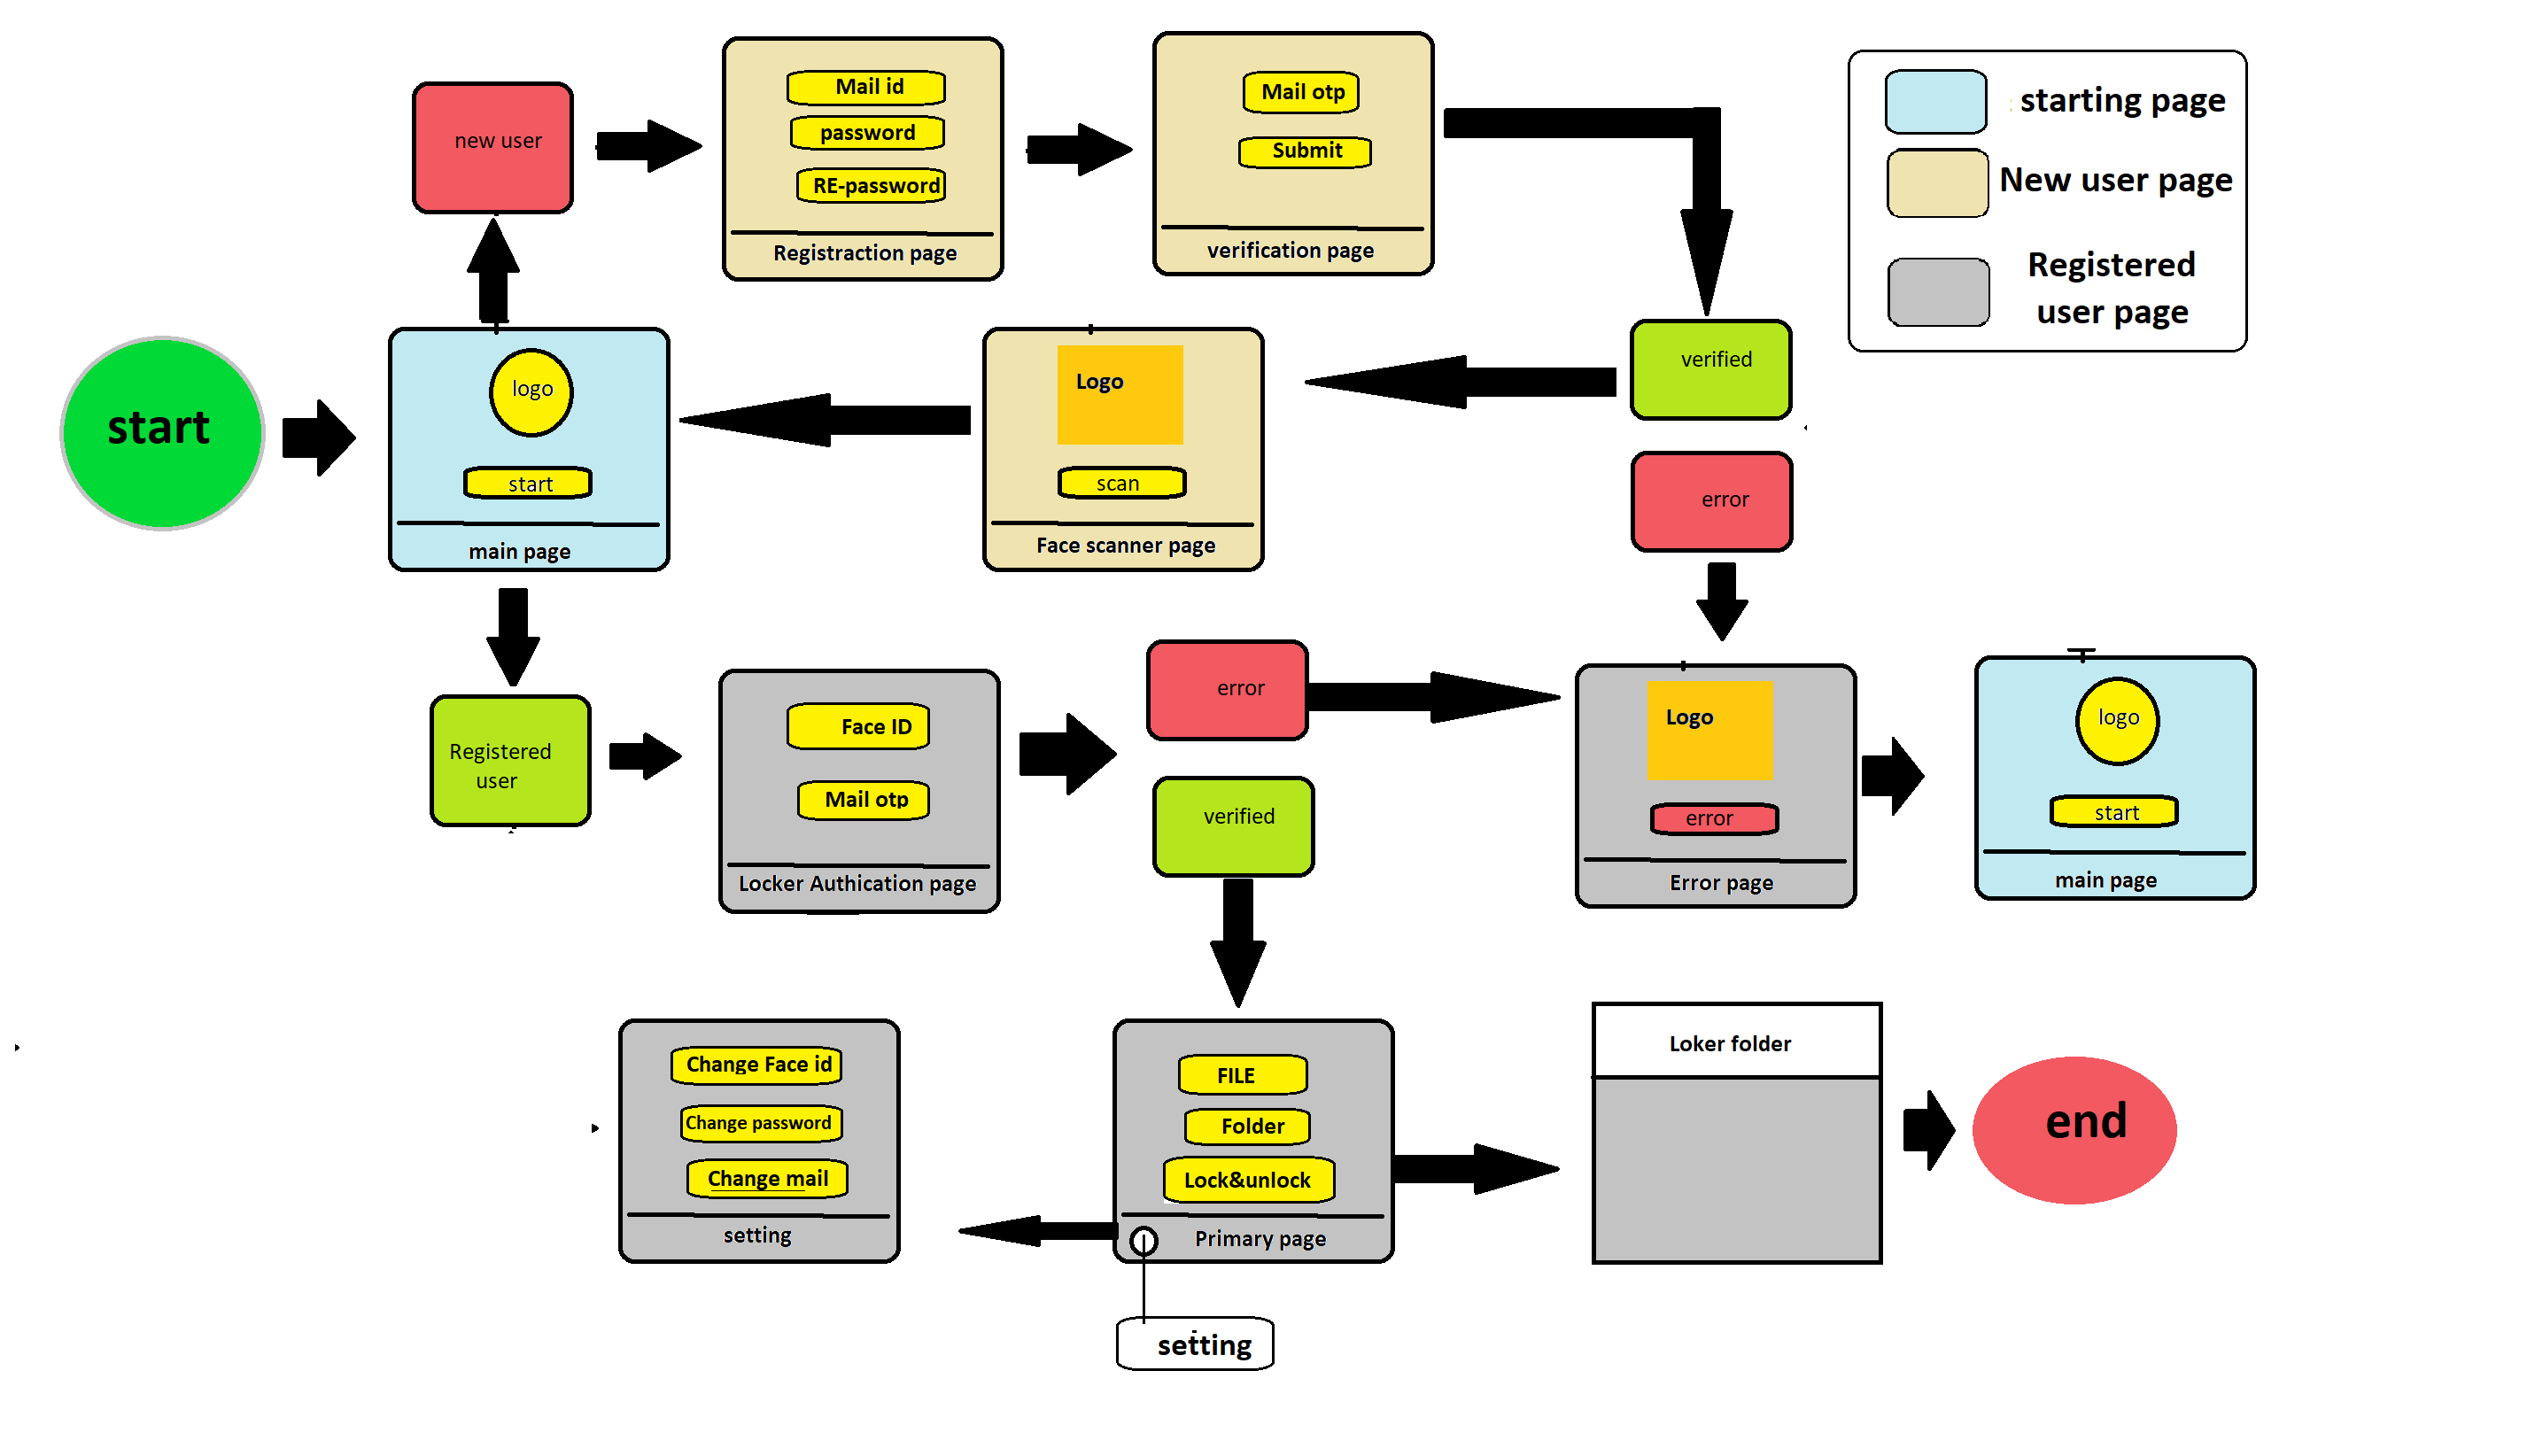 new user
Mail id
password
RE-password
Registraction page
Mail otp
Submit
verification page
starting page
New user page
Registered
user page
start
logo
start
main page
Logo
scan
Face scanner page
verified
error
Registered
user
Face ID
Mail otp
Locker Authication page
error
verified
Logo
error
Error page
logo
start
main page
Change Face id
Change password
Change mail
setting
FILE
Folder
Lock&unlock
Primary page
setting
Loker folder
end